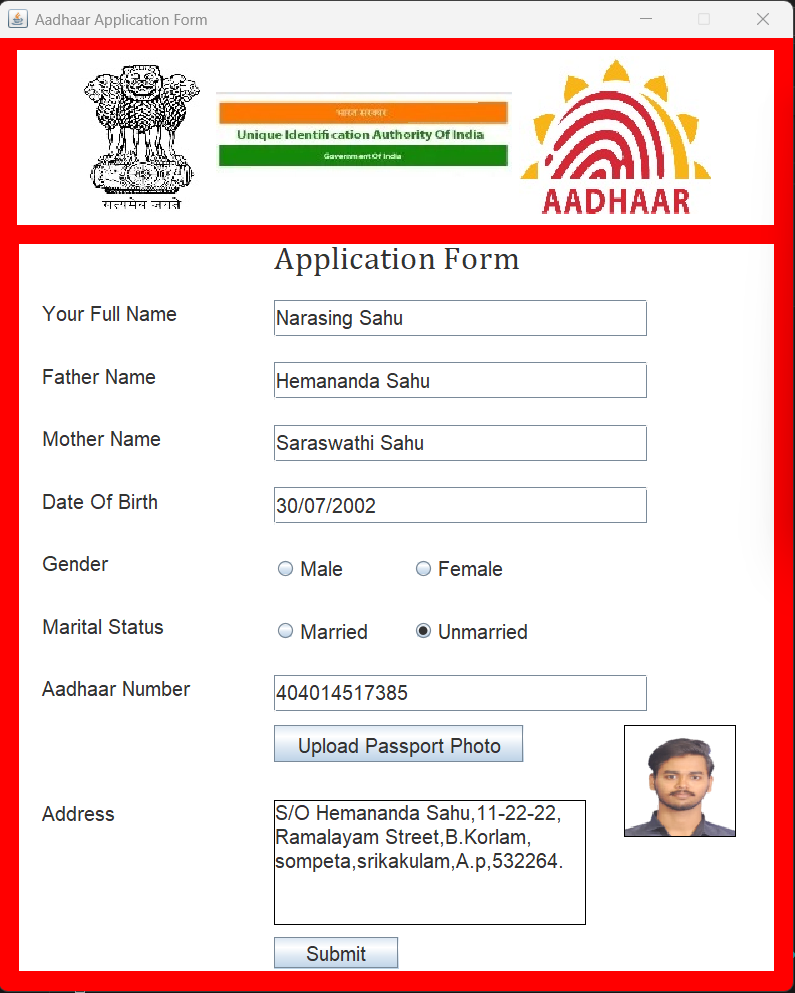 Aadhaar Application Form
भारत सरकार
Unique Identification Authority Of India
Government Of India
सत्यमेव जयते
AADHAAR
Application Form
Your Full Name Narasing Sahu
Father Name Hemananda Sahu
Mother Name Saraswathi Sahu
Date Of Birth 30/07/2002
Gender Male Female
Marital Status Married Unmarried
Aadhaar Number 404014517385
Upload Passport Photo
Address S/O Hemananda Sahu,11-22-22,
Ramalayam Street,B.Korlam,
sompeta,srikakulam,A.p,532264.
Submit